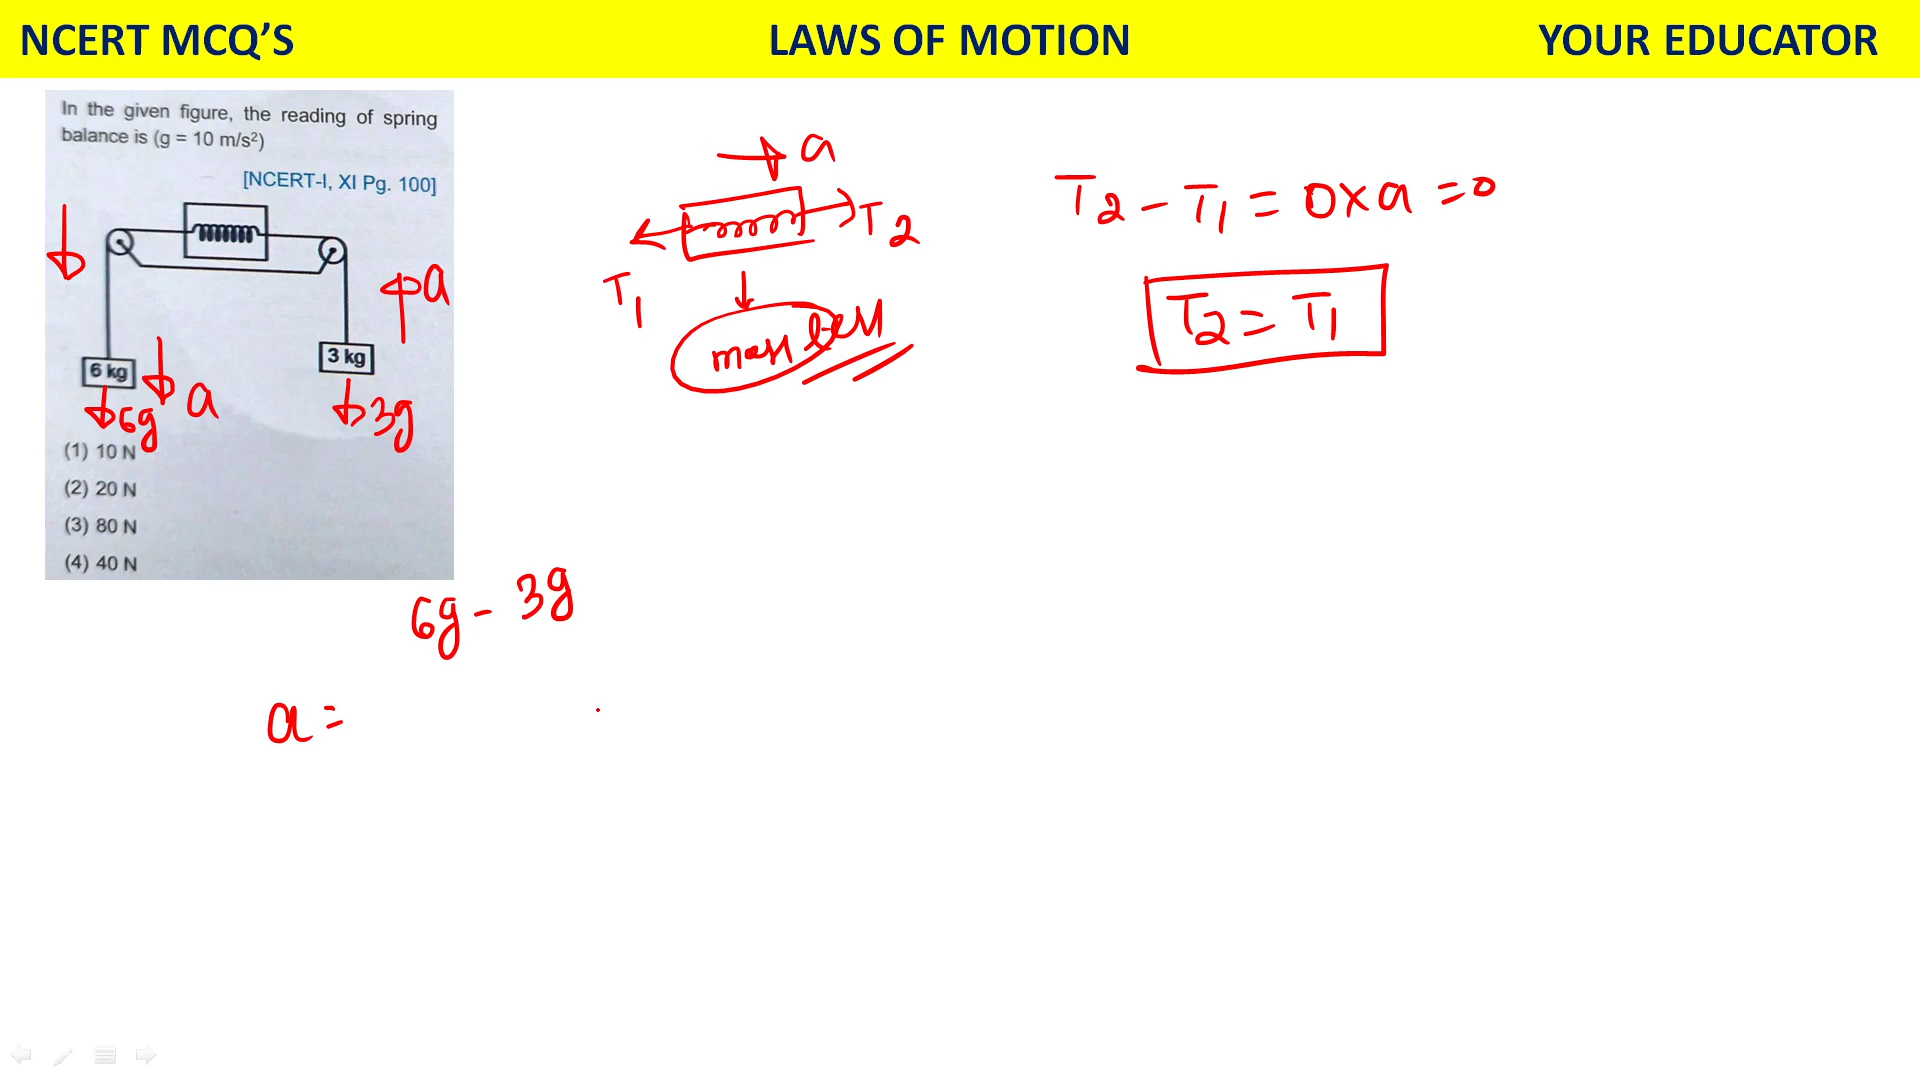 NCERT MCQ'S LAWS OF MOTION YOUR EDUCATOR
In the given figure, the reading of spring
balance is (g = 10 m/s²)
[NCERT-I, XI Pg. 100]
a
6 kg
3 kg
a
6g
3g
(1) 10 N
(2) 20 N
(3) 80 N
(4) 40 N
a
T₁
T₂
T₂ - T₁ = 0 x a = 0
T₂ = T₁
6g - 3g
a =